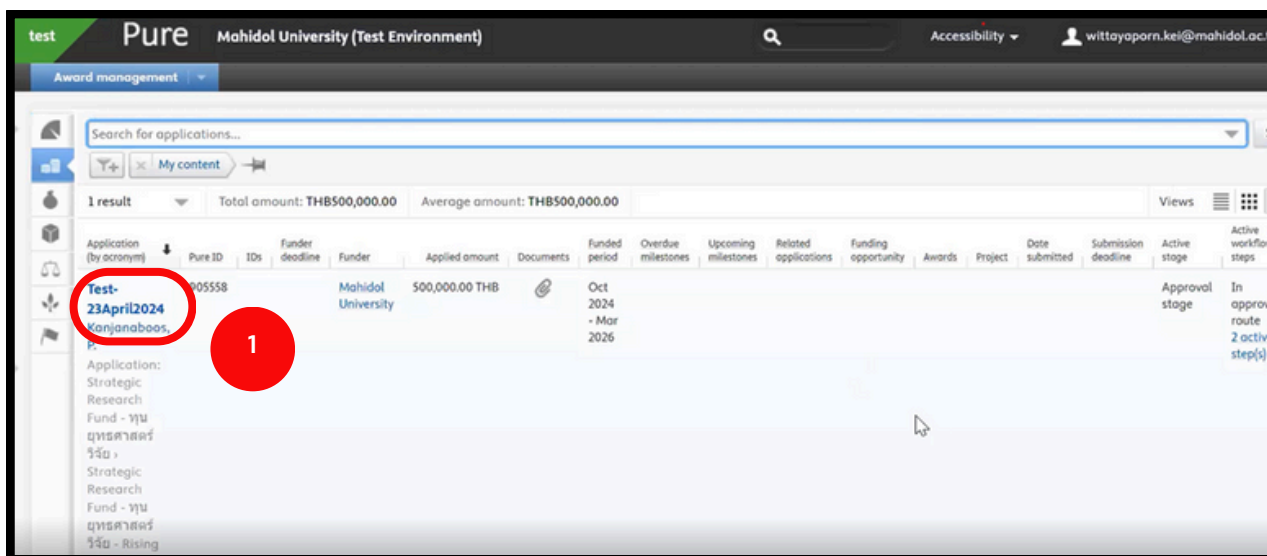 test Pure Mahidol University (Test Environment) Accessibility wittayaporn.kei@mahidol.ac.t
Award management
Search for applications...
My content
1 result Total amount: THB500,000.00 Average amount: THB500,000.00 Views
Application (by acronym) Pure ID IDs Funder deadline Funder Applied amount Documents Funded period Overdue milestones Upcoming milestones Related applications Funding opportunity Awards Project Date submitted Submission deadline Active stage Active workflo steps
Test- 905558 Mahidol 500,000.00 THB Oct Approval In
23April2024 University 2024 stage approv
Kanjanaboos, - Mar route
P. 2026 2 activ
1
step(s)
Application:
Strategic
Research
Fund - ทุน
ยุทธศาสตร์
วิจัย ›
Strategic
Research
Fund - ทุน
ยุทธศาสตร์
วิจัย - Rising